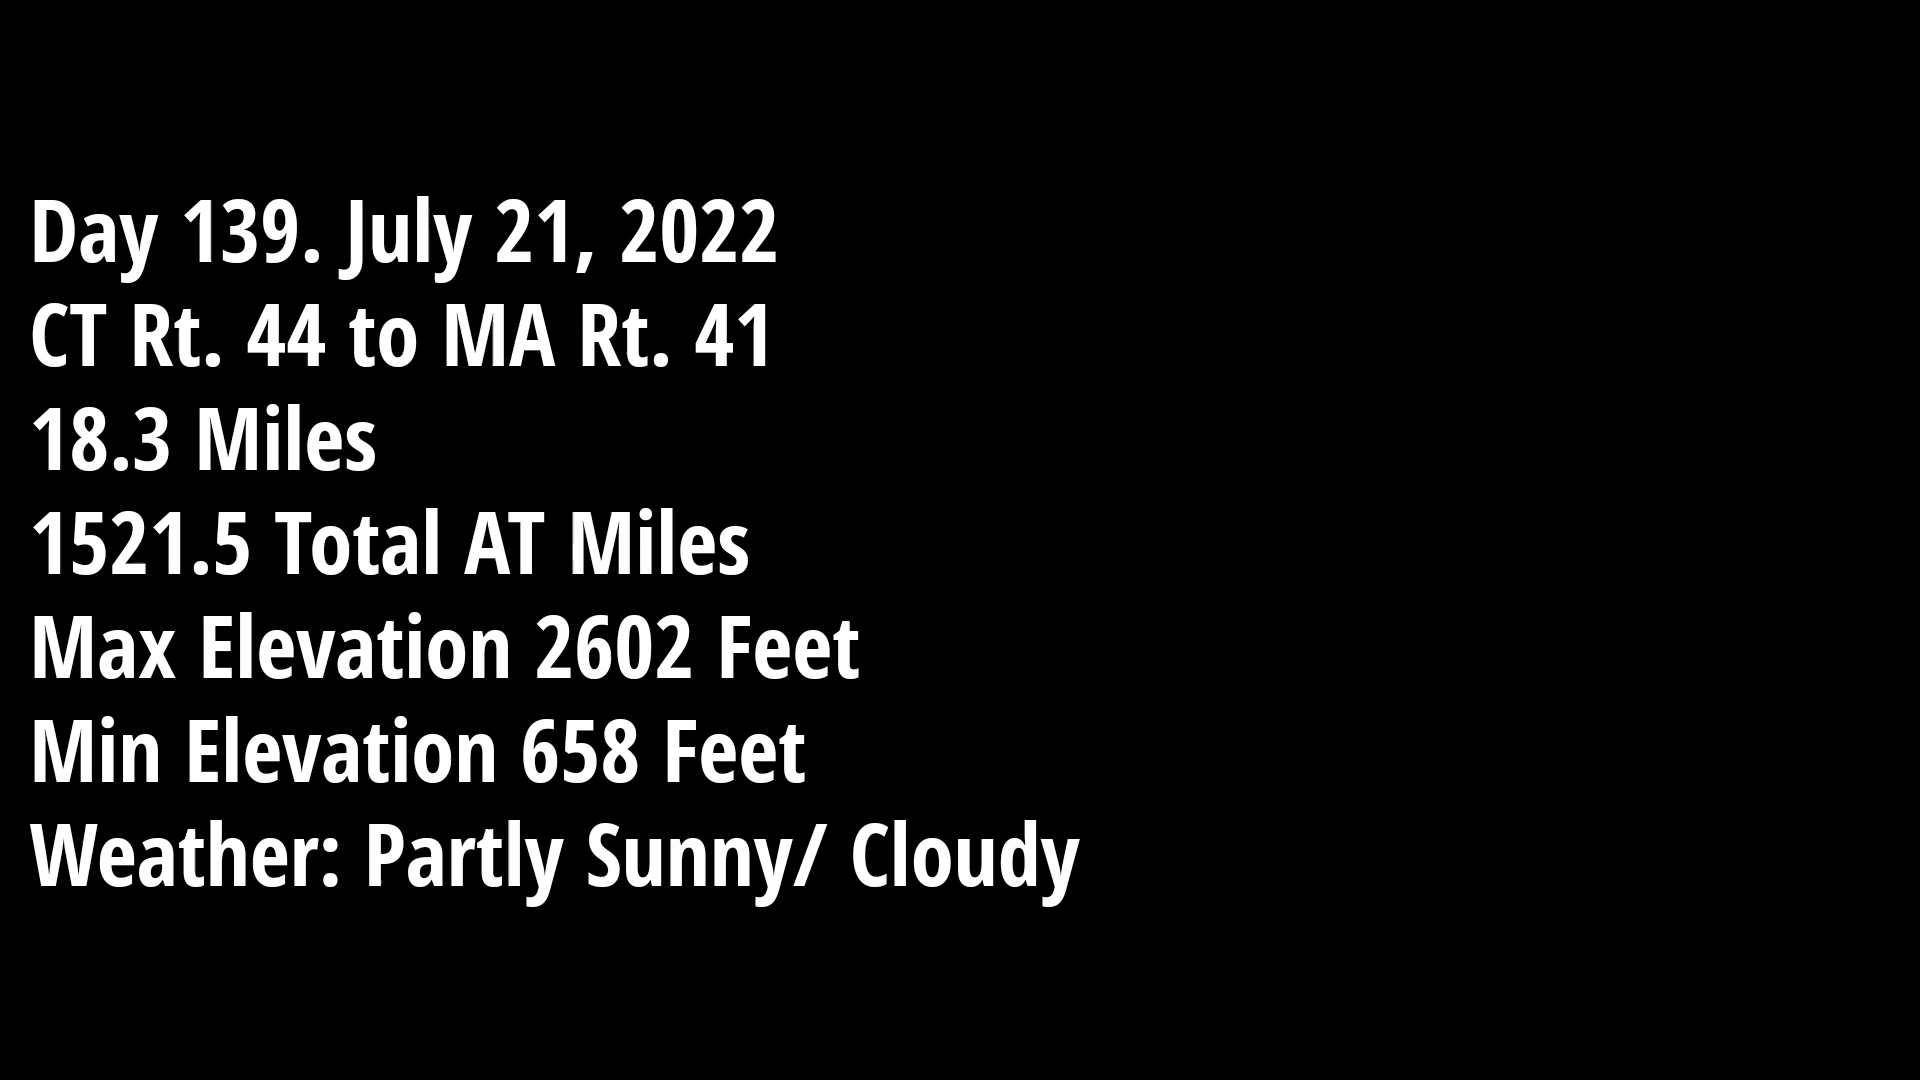 Day 139. July 21, 2022
CT Rt. 44 to MA Rt. 41
18.3 Miles
1521.5 Total AT Miles
Max Elevation 2602 Feet
Min Elevation 658 Feet
Weather: Partly Sunny/ Cloudy